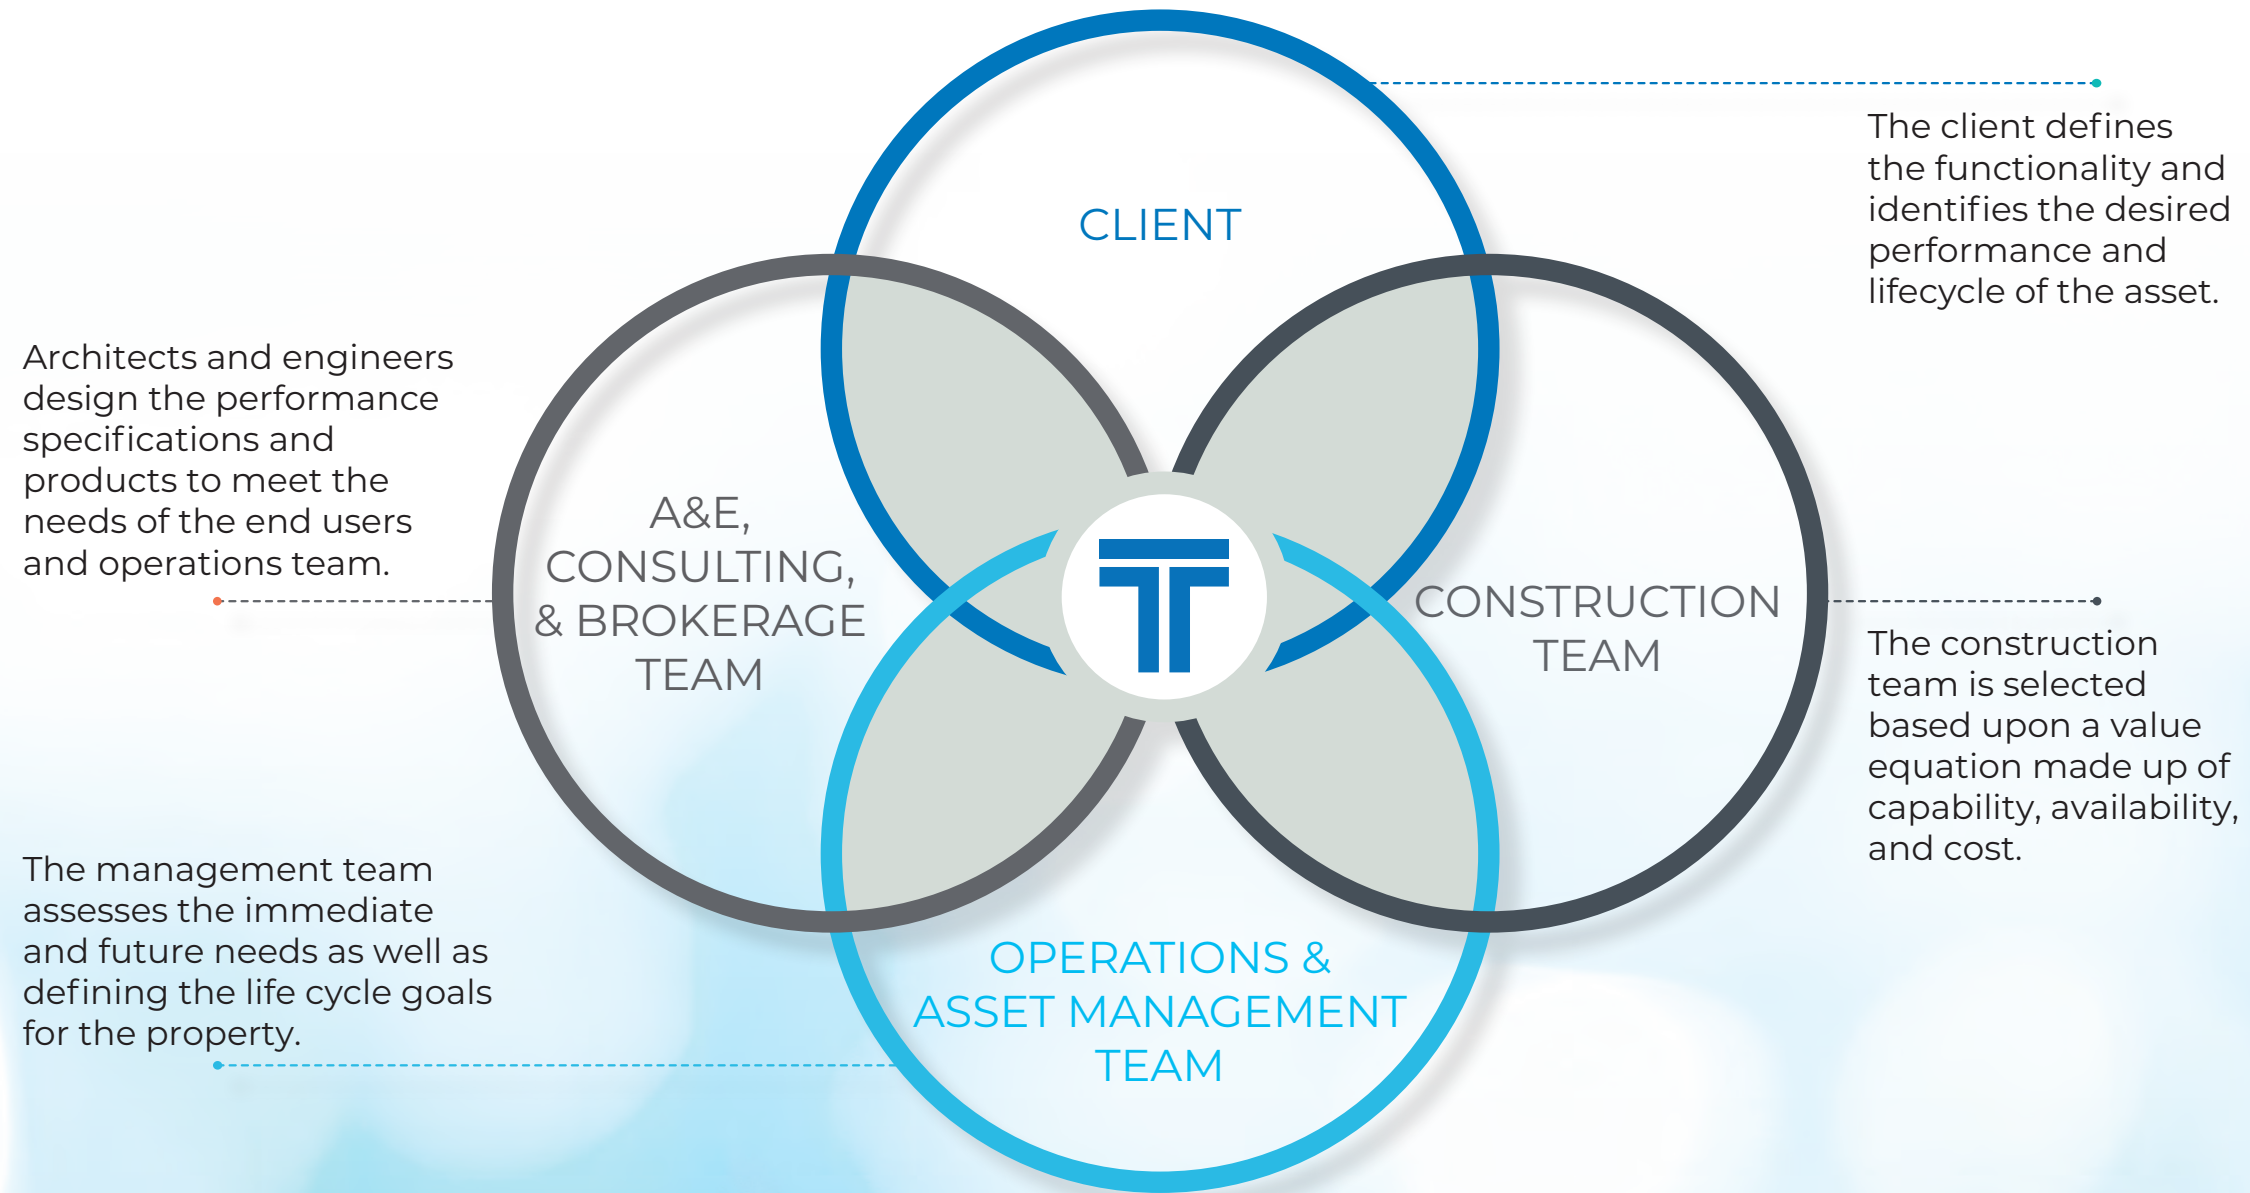 CLIENT
The client defines
the functionality and
identifies the desired
performance and
lifecycle of the asset.
Architects and engineers
design the performance
specifications and
products to meet the
needs of the end users
and operations team.
A&E,
CONSULTING,
& BROKERAGE
TEAM
CONSTRUCTION
TEAM
The construction
team is selected
based upon a value
equation made up of
capability, availability,
and cost.
The management team
assesses the immediate
and future needs as well as
defining the life cycle goals
for the property.
OPERATIONS &
ASSET MANAGEMENT
TEAM